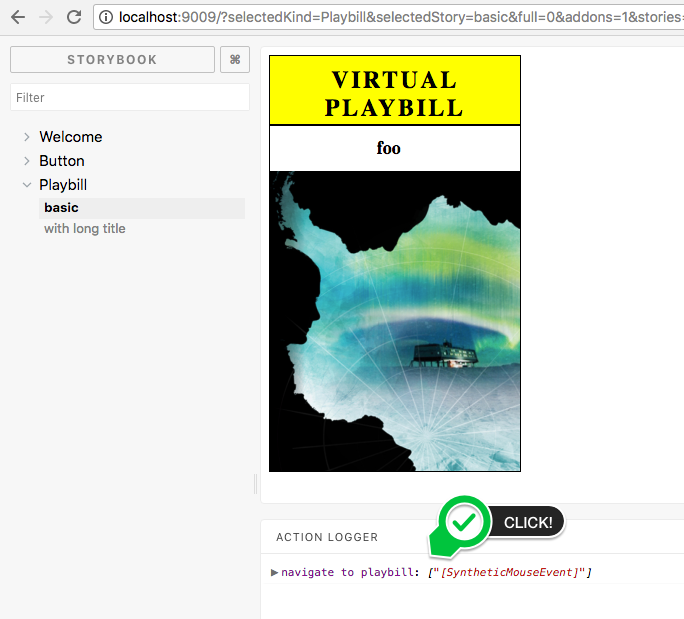 localhost:9009/?selectedKind=Playbill&selectedStory=basic&full=0&addons=1&stories=
STORYBOOK
⌘
Filter
Welcome
Button
Playbill
basic
with long title
VIRTUAL
PLAYBILL
foo
CLICK!
ACTION LOGGER
navigate to playbill: ["[SyntheticMouseEvent]"]